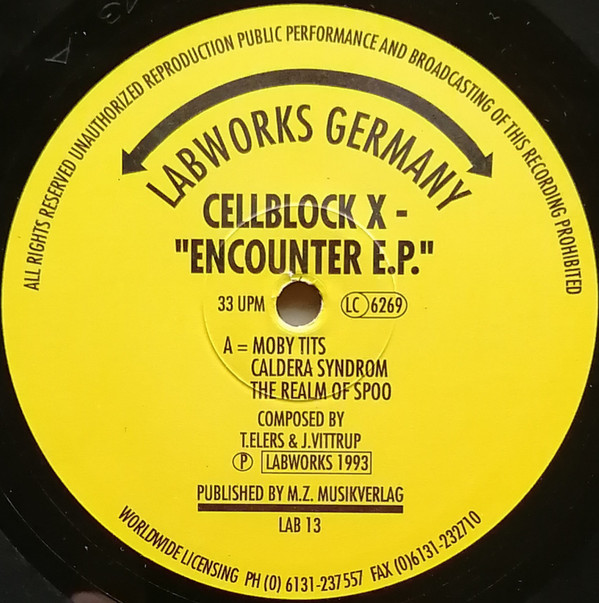 ALL RIGHTS RESERVED UNAUTHORIZED REPRODUCTION PUBLIC PERFORMANCE AND BROADCASTING OF THIS RECORDING PROHIBITED
LABWORKS GERMANY
CELLBLOCK X -
"ENCOUNTER E.P."
33 UPM LC 6269
A = MOBY TITS
CALDERA SYNDROM
THE REALM OF SPOO
COMPOSED BY
T.ELERS & J.VITTRUP
P LABWORKS 1993
PUBLISHED BY M.Z. MUSIKVERLAG
LAB 13
WORLDWIDE LICENSING PH (0) 6131-237557 FAX (0)6131-232710